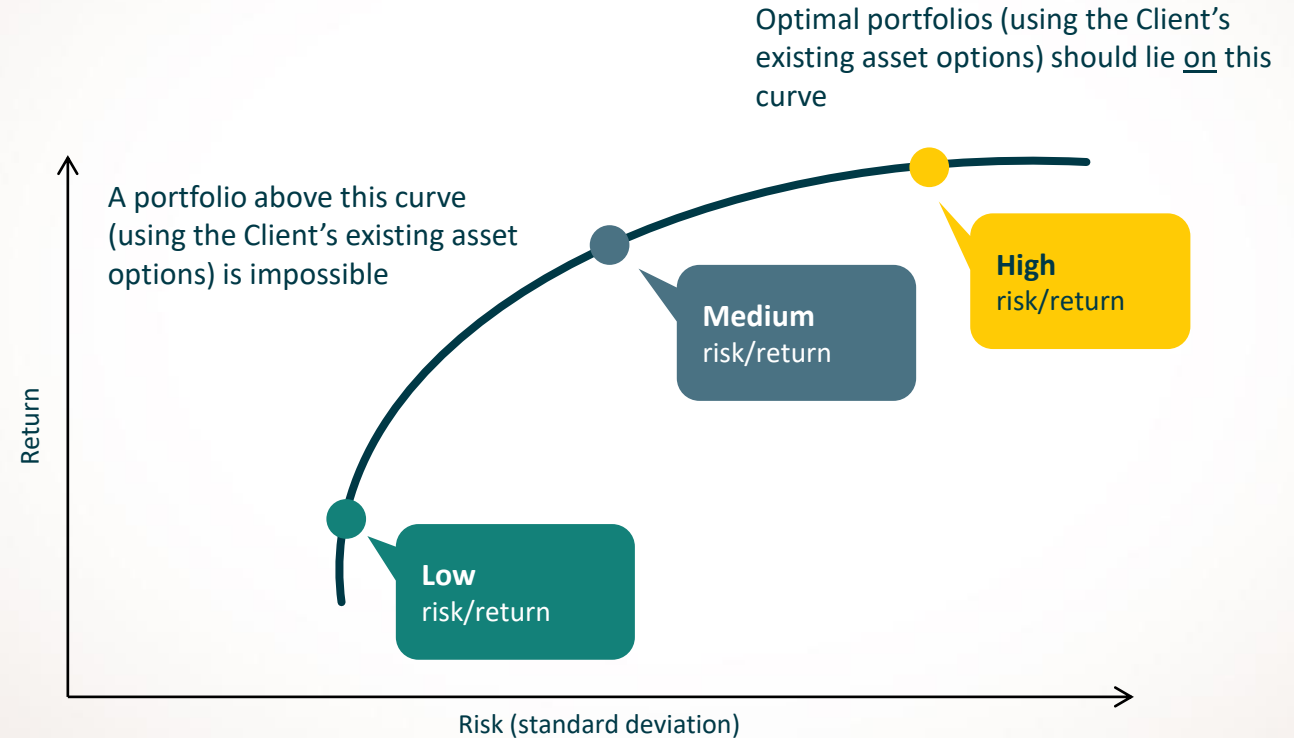 Optimal portfolios (using the Client’s
existing asset options) should lie on this
curve
A portfolio above this curve
(using the Client’s existing asset
options) is impossible
High
risk/return
Medium
risk/return
Low
risk/return
Return
Risk (standard deviation)